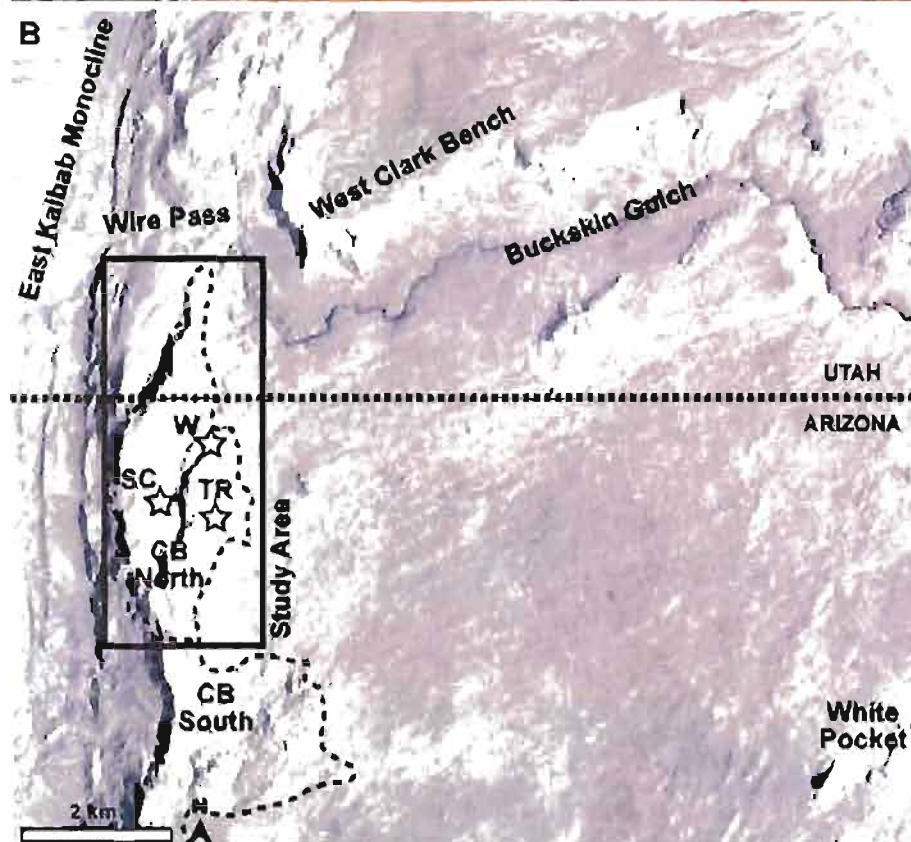 B
East Kaibab Monocline
West Clark Bench
Wire Pass
Buckskin Gulch
UTAH
ARIZONA
W
SC
TR
CB
North
Study Area
CB
South
White
Pocket
2 km